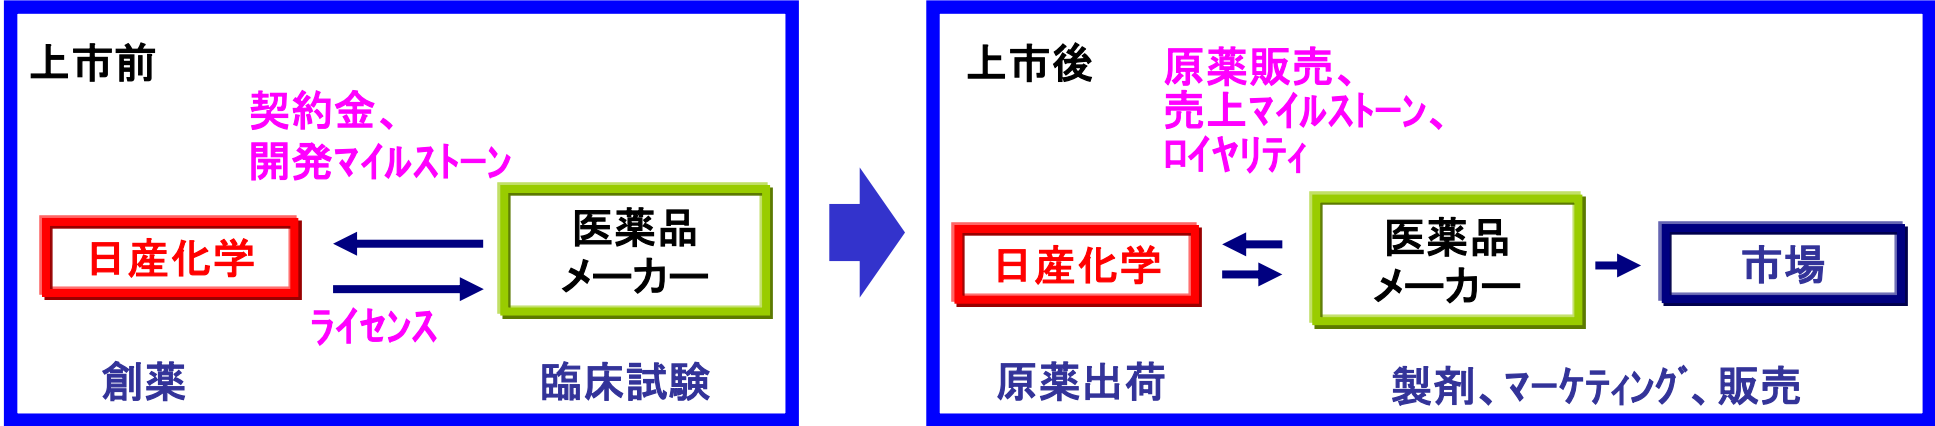 上市前
契約金、
開発マイルストーン
日産化学
医薬品
メーカー
ライセンス
創薬
臨床試験
上市後
原薬販売、
売上マイルストーン、
ロイヤリティ
日産化学
医薬品
メーカー
市場
原薬出荷
製剤、マーケティング、販売